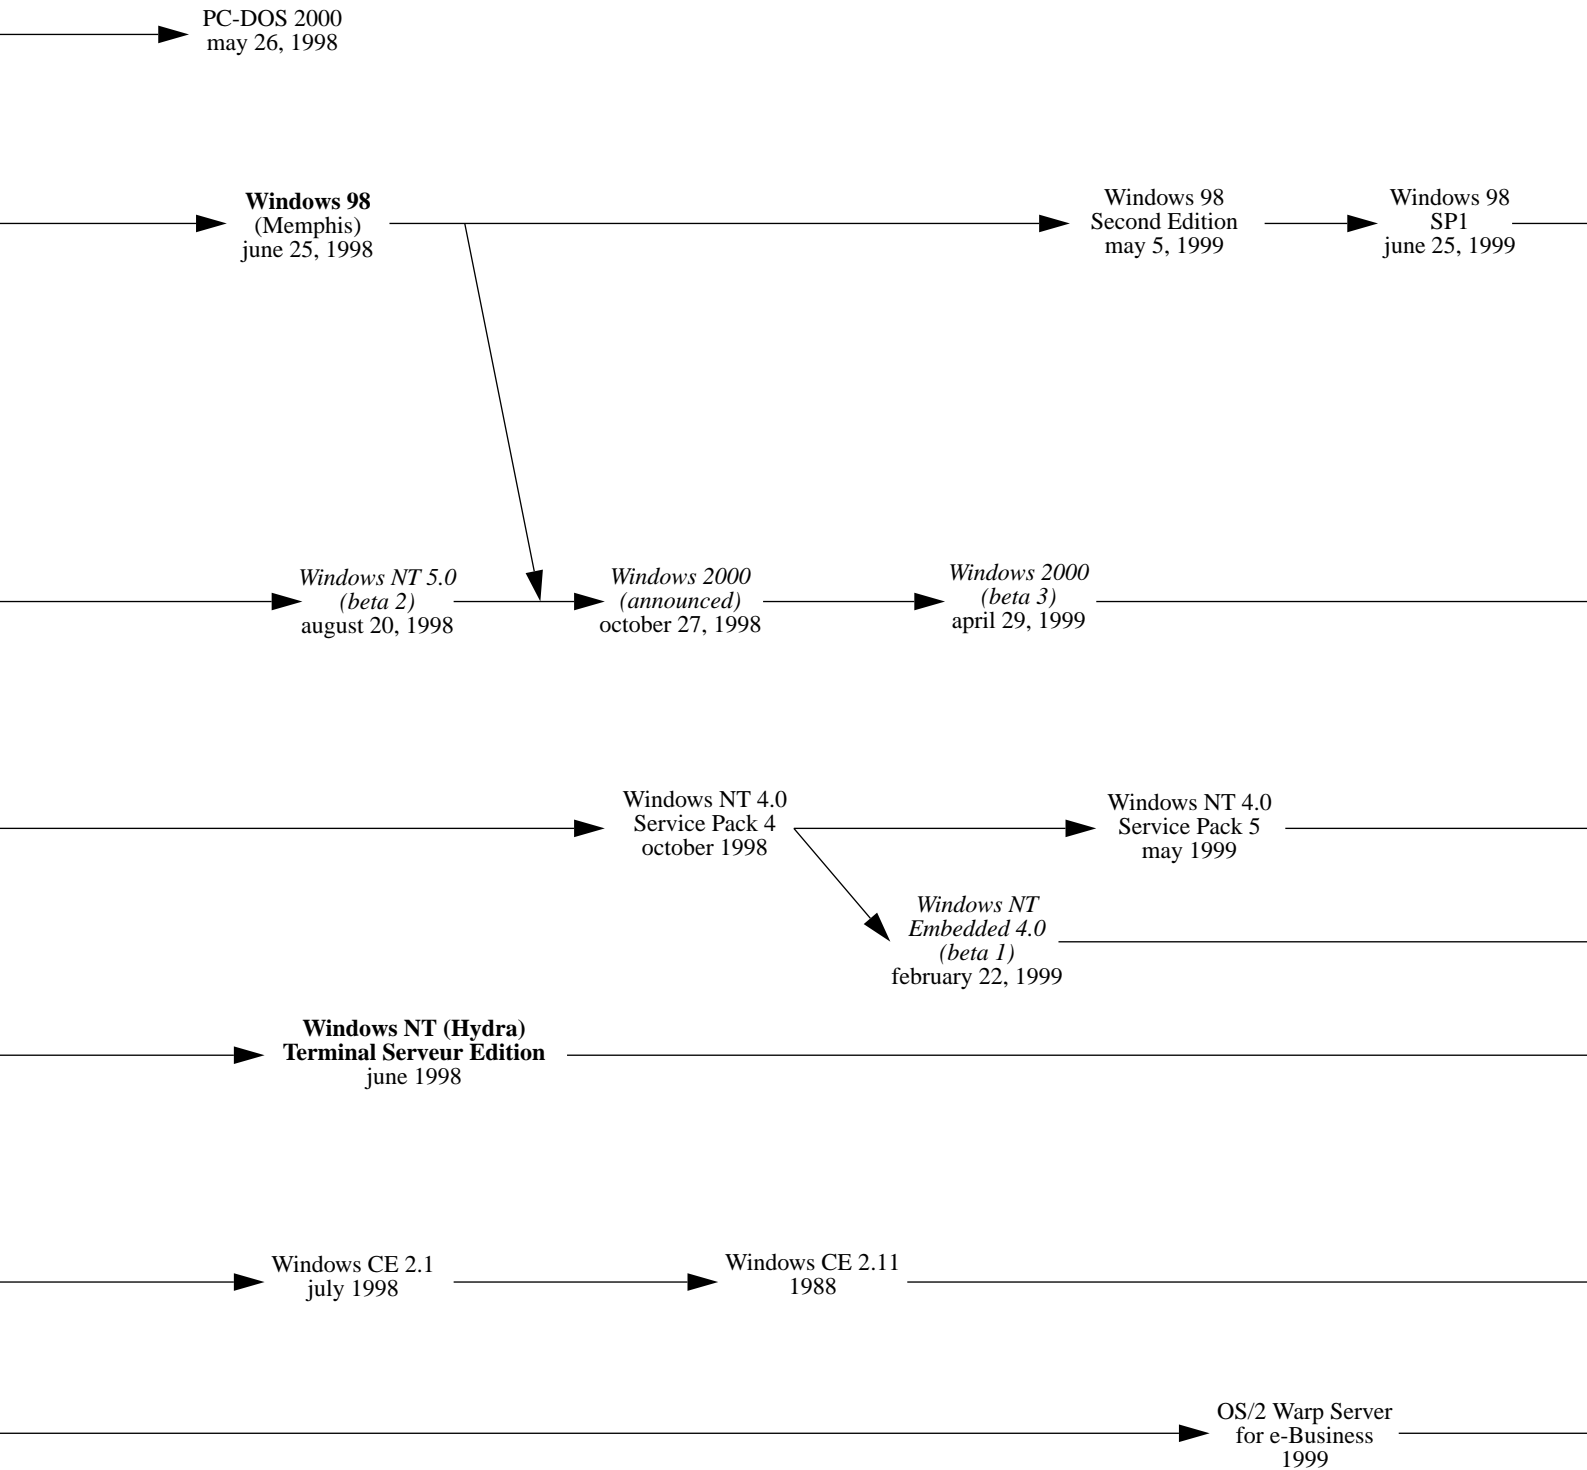 PC-DOS 2000
may 26, 1998
Windows 98
(Memphis)
june 25, 1998
Windows 98
Second Edition
may 5, 1999
Windows 98
SP1
june 25, 1999
Windows NT 5.0
(beta 2)
august 20, 1998
Windows 2000
(announced)
october 27, 1998
Windows 2000
(beta 3)
april 29, 1999
Windows NT 4.0
Service Pack 4
october 1998
Windows NT 4.0
Service Pack 5
may 1999
Windows NT
Embedded 4.0
(beta 1)
february 22, 1999
Windows NT (Hydra)
Terminal Serveur Edition
june 1998
Windows CE 2.1
july 1998
Windows CE 2.11
1988
OS/2 Warp Server
for e-Business
1999